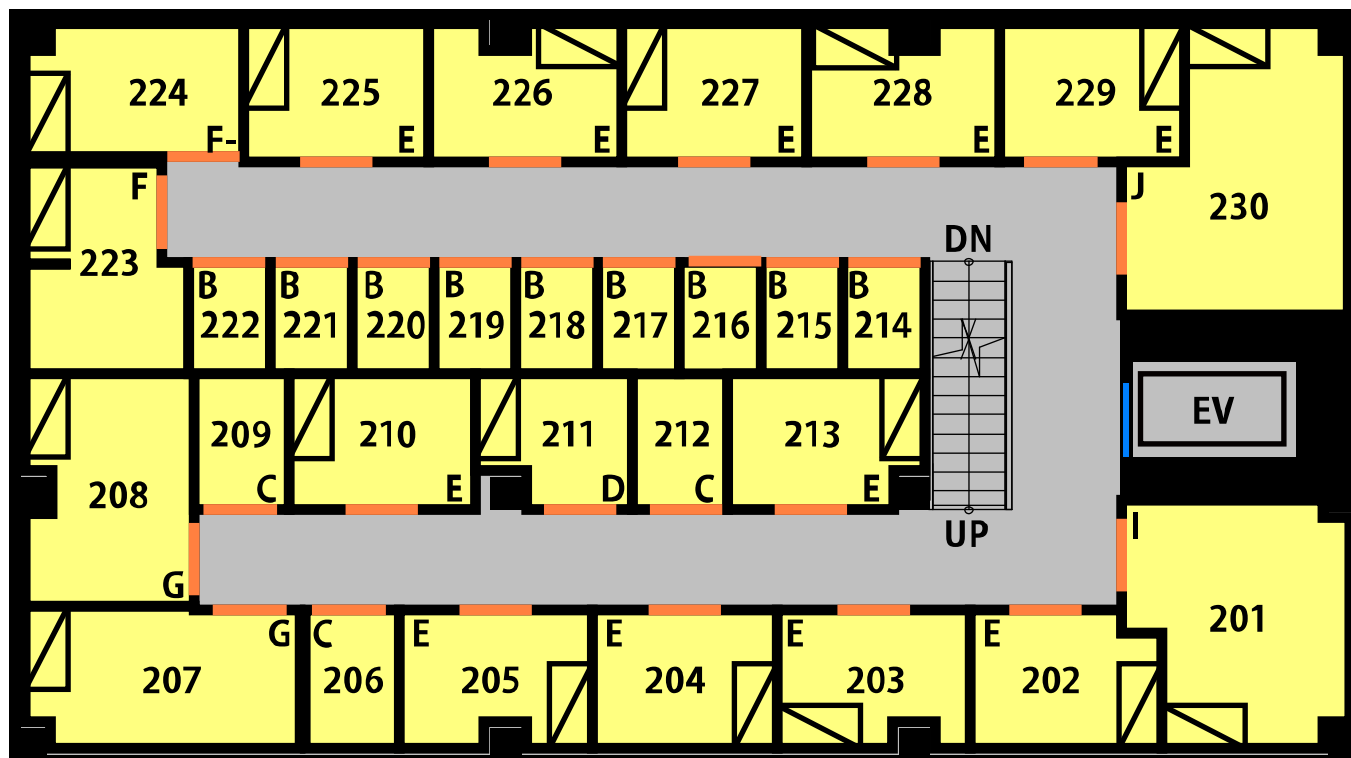 224 225 226 227 228 229
F- E E E E E
F J
230
223
DN
B B B B B B B B B
222 221 220 219 218 217 216 215 214
EV
209 210 211 212 213
208
C E D C E
I
UP
G
201
G C E E E E
207 206 205 204 203 202